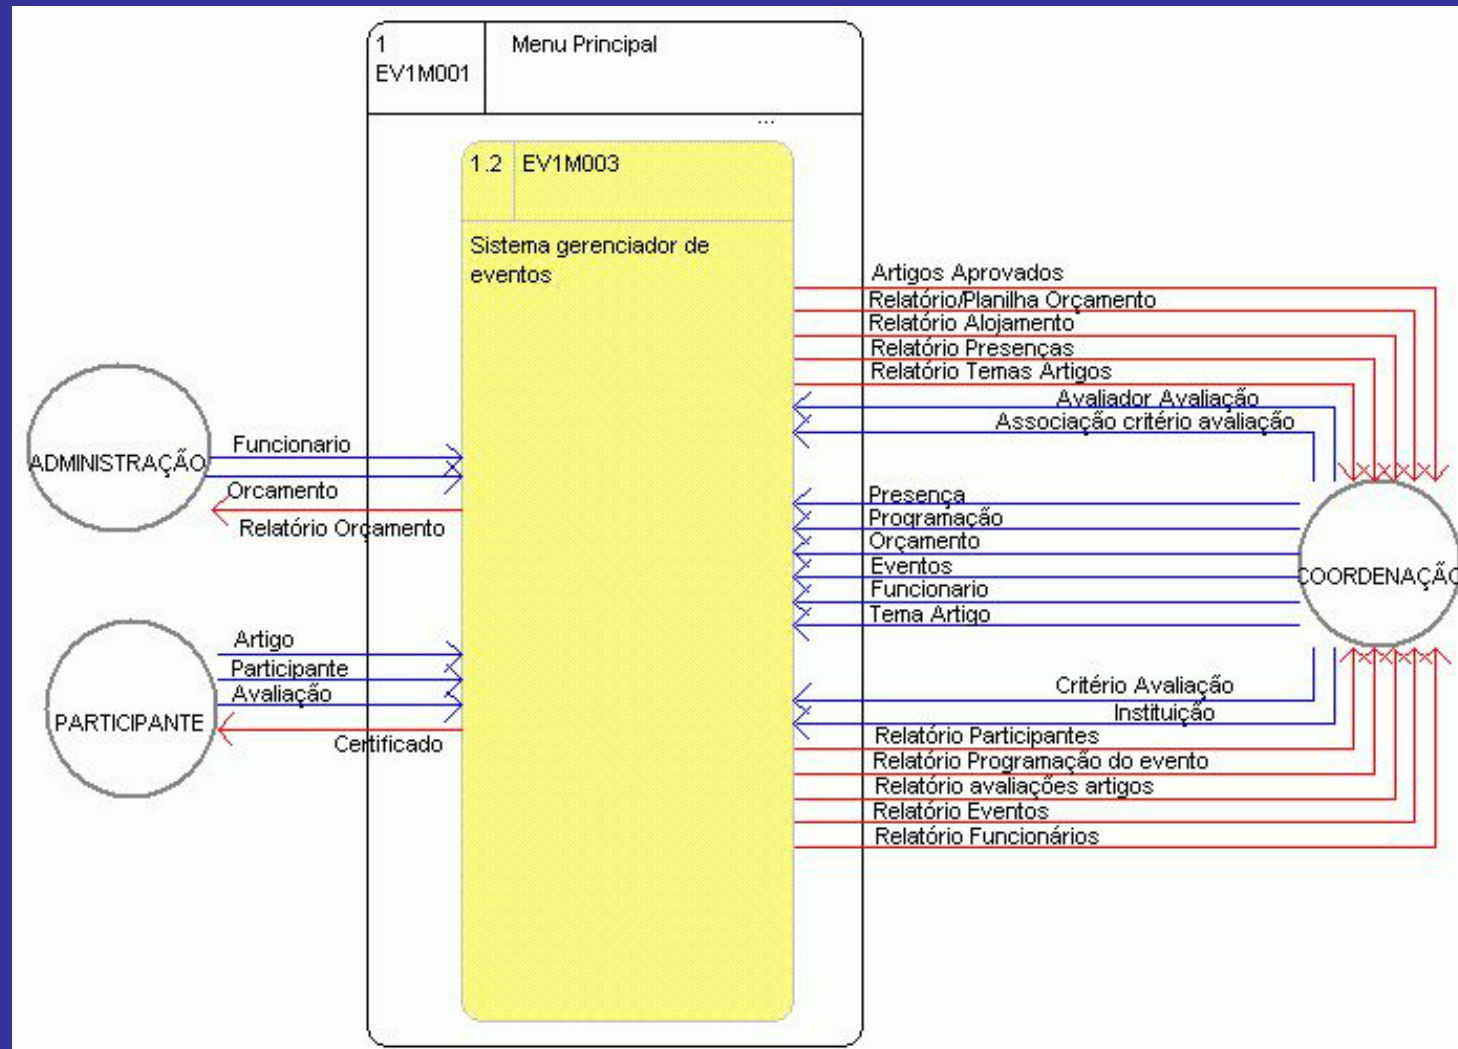 1
EV1M001
Menu Principal
...
1.2
EV1M003
Sistema gerenciador de
eventos
ADMINISTRAÇÃO
Funcionario
Orcamento
Relatório Orçamento
PARTICIPANTE
Artigo
Participante
Avaliação
Certificado
Artigos Aprovados
Relatório/Planilha Orçamento
Relatório Alojamento
Relatório Presenças
Relatório Temas Artigos
Avaliador Avaliação
Associação critério avaliação
Presença
Programação
Orçamento
Eventos
Funcionario
Tema Artigo
COORDENAÇÃO
Critério Avaliação
Instituição
Relatório Participantes
Relatório Programação do evento
Relatório avaliações artigos
Relatório Eventos
Relatório Funcionários